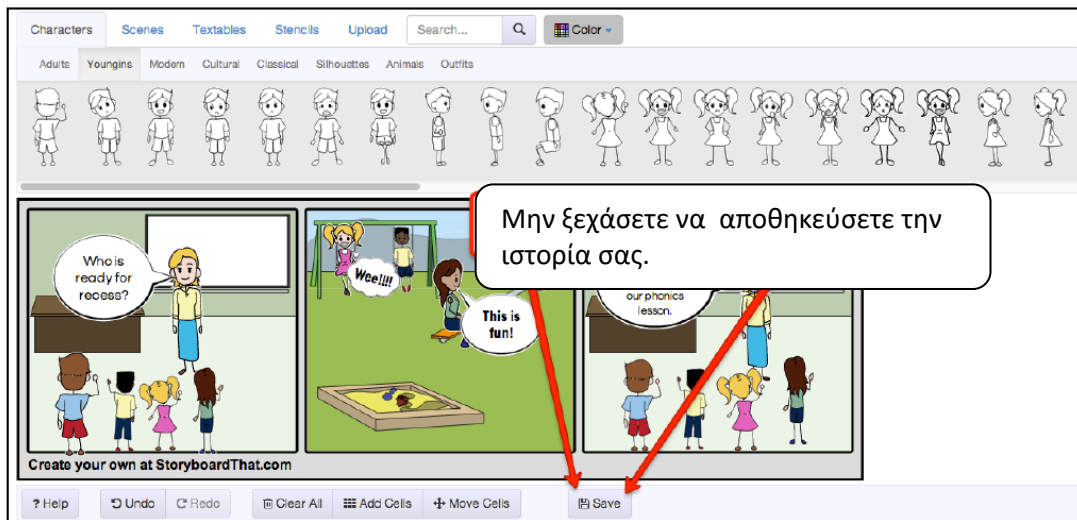 Characters Scenes Textables Stencils Upload Search... Color
Adults Youngins Modern Cultural Classical Silhouettes Animals Outfits
Μην ξεχάσετε να αποθηκεύσετε την
ιστορία σας.
Who is
ready for
recess?
Wee!!!!
This is
fun!
our phonics
lesson.
Create your own at StoryboardThat.com
? Help Undo Redo Clear All Add Cells Move Cells Save